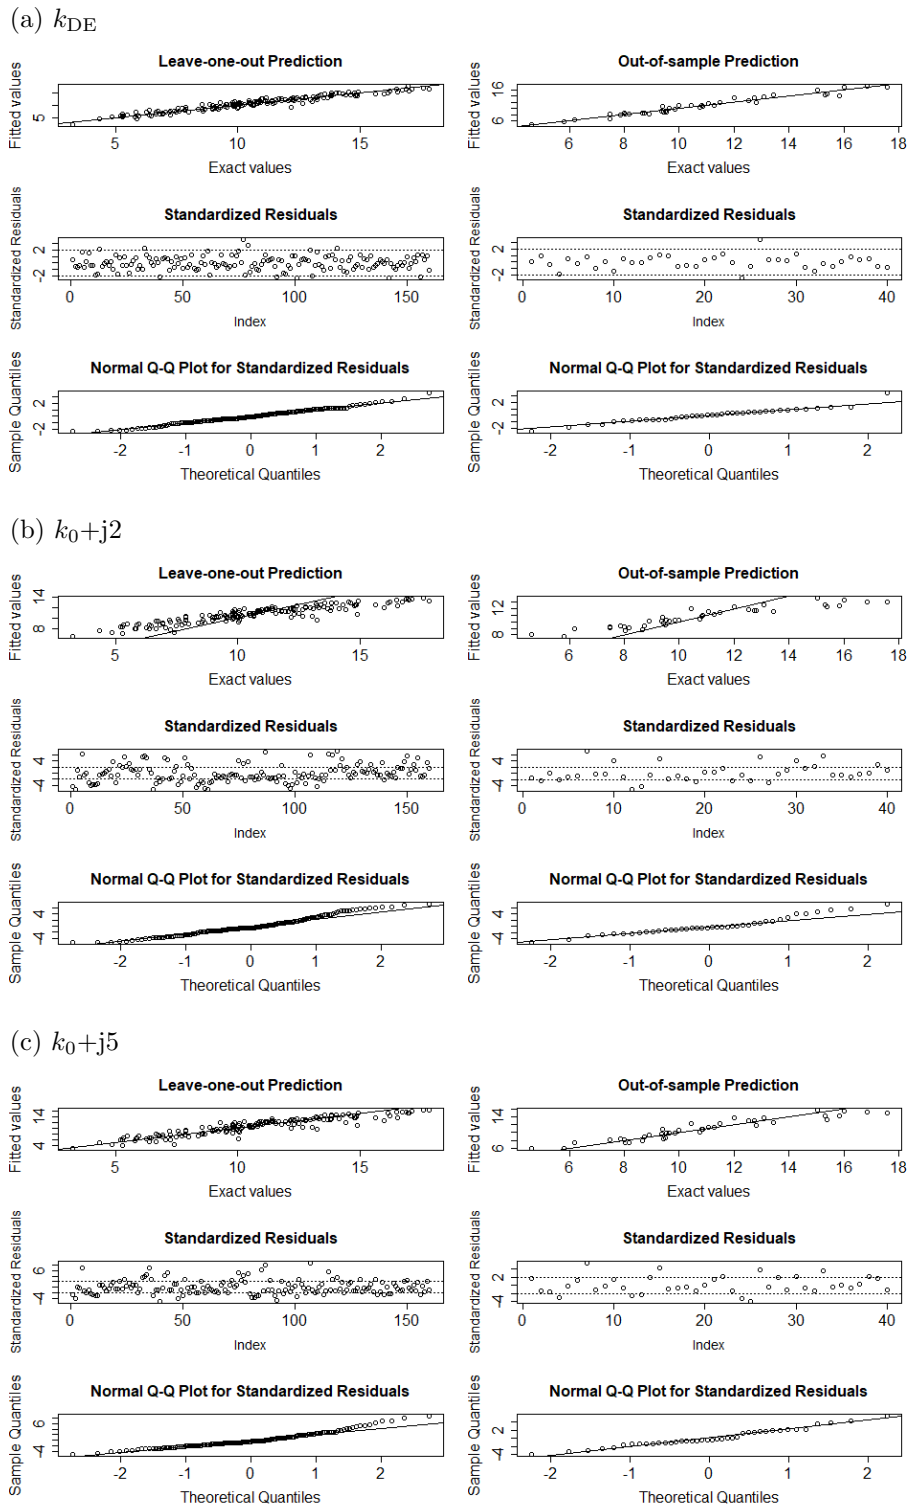 (a) k_DE
Leave-one-out Prediction
Out-of-sample Prediction
Fitted values
5
5 10 15
Exact values
Fitted values
6 16
6 8 10 12 14 16 18
Exact values
Standardized Residuals
Standardized Residuals
Standardized Residuals
-2 2
0 50 100 150
Index
Standardized Residuals
-2 2
0 10 20 30 40
Index
Normal Q-Q Plot for Standardized Residuals
Normal Q-Q Plot for Standardized Residuals
Sample Quantiles
-2 2
-2 -1 0 1 2
Theoretical Quantiles
Sample Quantiles
-2 2
-2 -1 0 1 2
Theoretical Quantiles
(b) k_0+j2
Leave-one-out Prediction
Out-of-sample Prediction
Fitted values
8 14
5 10 15
Exact values
Fitted values
8 12
6 8 10 12 14 16 18
Exact values
Standardized Residuals
Standardized Residuals
Standardized Residuals
-4 4
0 50 100 150
Index
Standardized Residuals
-4 4
0 10 20 30 40
Index
Normal Q-Q Plot for Standardized Residuals
Normal Q-Q Plot for Standardized Residuals
Sample Quantiles
-4 4
-2 -1 0 1 2
Theoretical Quantiles
Sample Quantiles
-4 4
-2 -1 0 1 2
Theoretical Quantiles
(c) k_0+j5
Leave-one-out Prediction
Out-of-sample Prediction
Fitted values
4 14
5 10 15
Exact values
Fitted values
6 14
6 8 10 12 14 16 18
Exact values
Standardized Residuals
Standardized Residuals
Standardized Residuals
-4 6
0 50 100 150
Index
Standardized Residuals
-4 2
0 10 20 30 40
Index
Normal Q-Q Plot for Standardized Residuals
Normal Q-Q Plot for Standardized Residuals
Sample Quantiles
-4 6
-2 -1 0 1 2
Theoretical Quantiles
Sample Quantiles
-4 2
-2 -1 0 1 2
Theoretical Quantiles